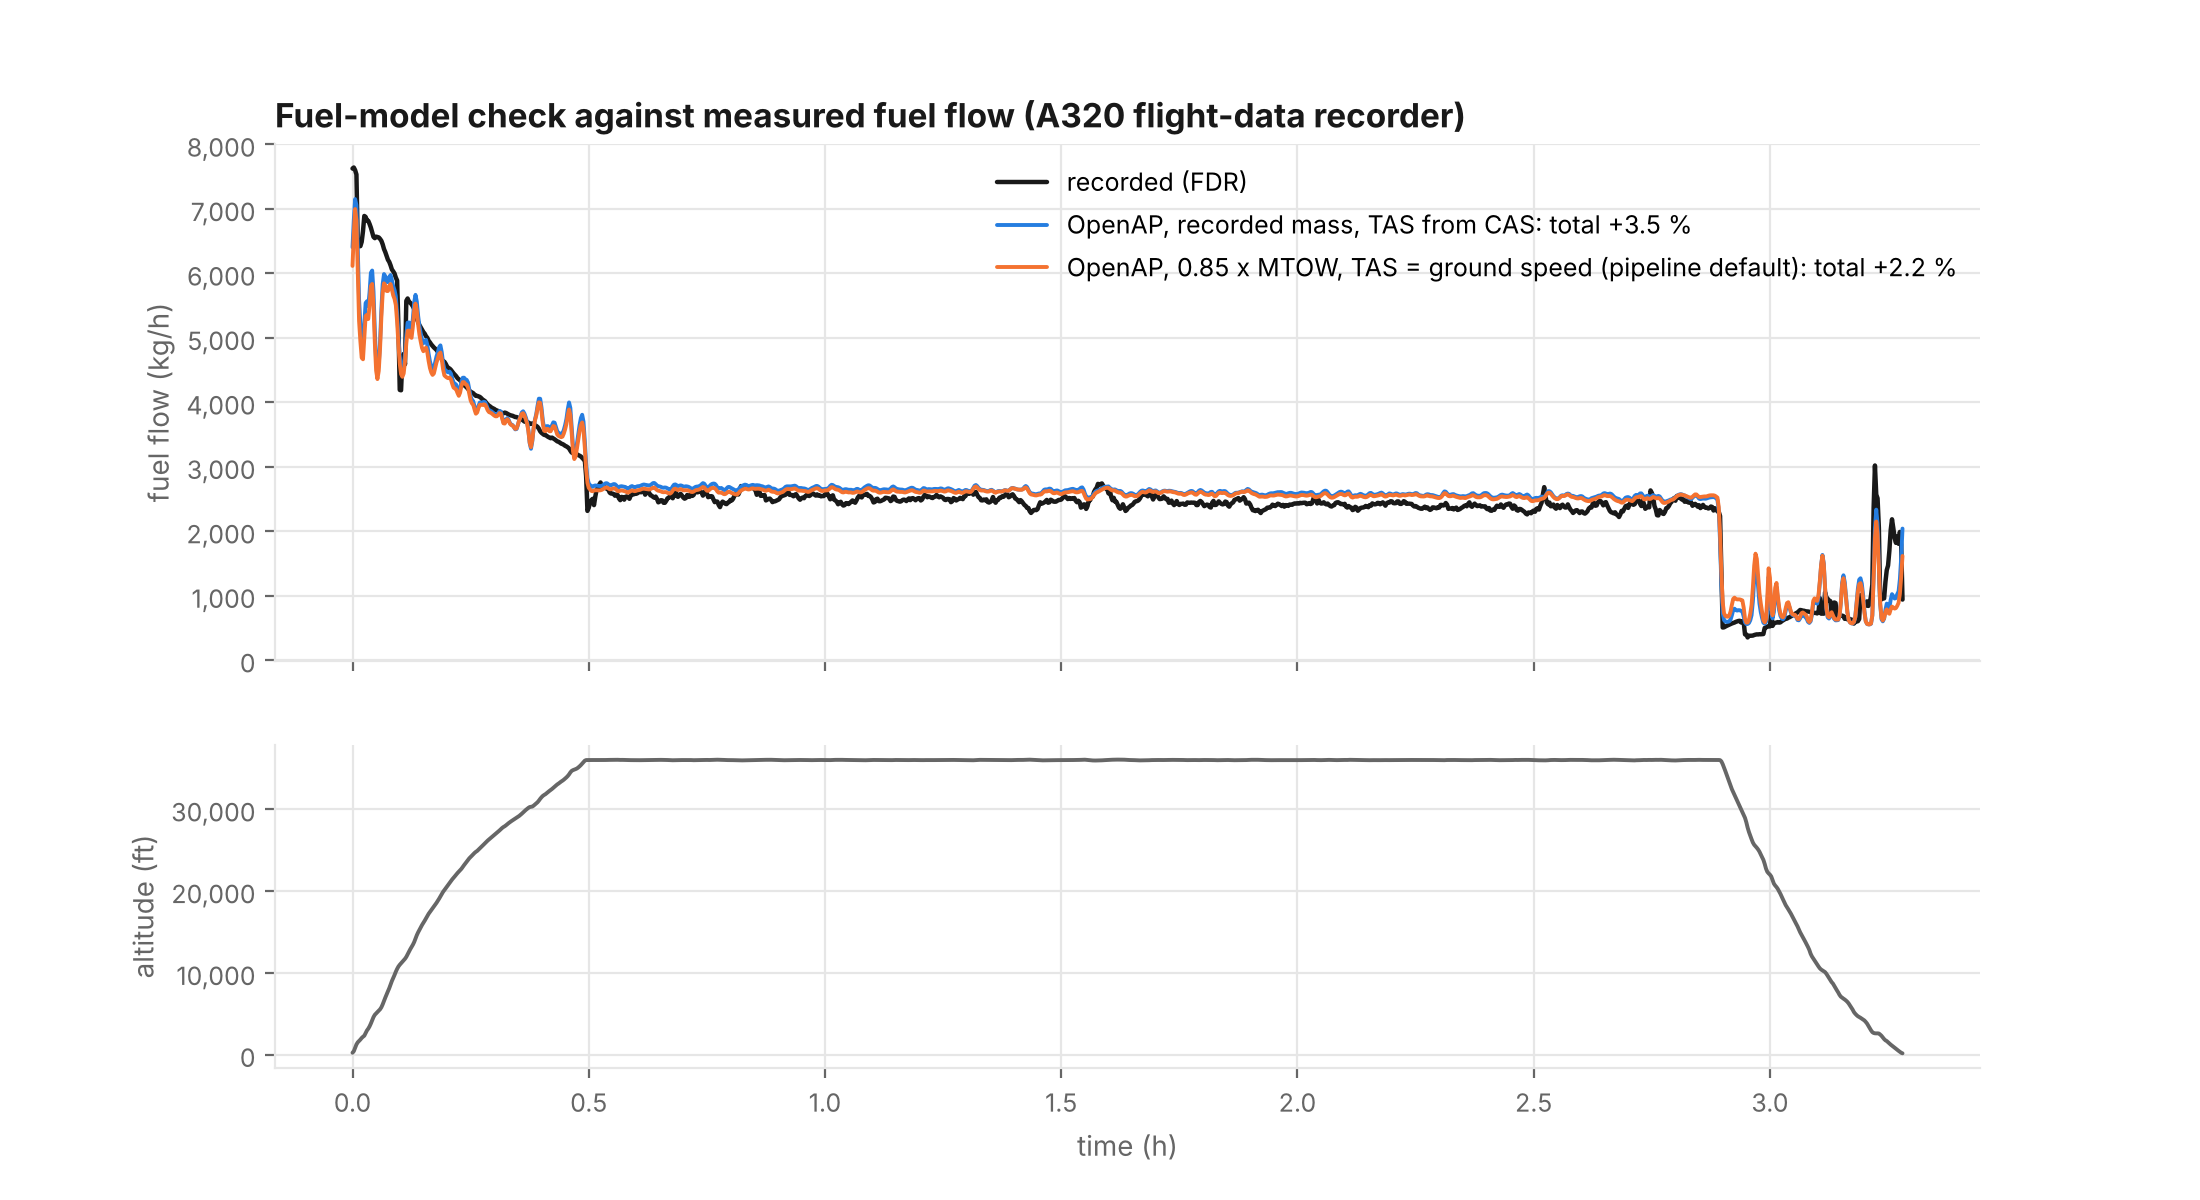 Fuel-model check against measured fuel flow (A320 flight-data recorder)
8,000
7,000
6,000
5,000
4,000
3,000
2,000
1,000
0
fuel flow (kg/h)
recorded (FDR)
OpenAP, recorded mass, TAS from CAS: total +3.5 %
OpenAP, 0.85 x MTOW, TAS = ground speed (pipeline default): total +2.2 %
30,000
20,000
10,000
0
altitude (ft)
0.0 0.5 1.0 1.5 2.0 2.5 3.0
time (h)